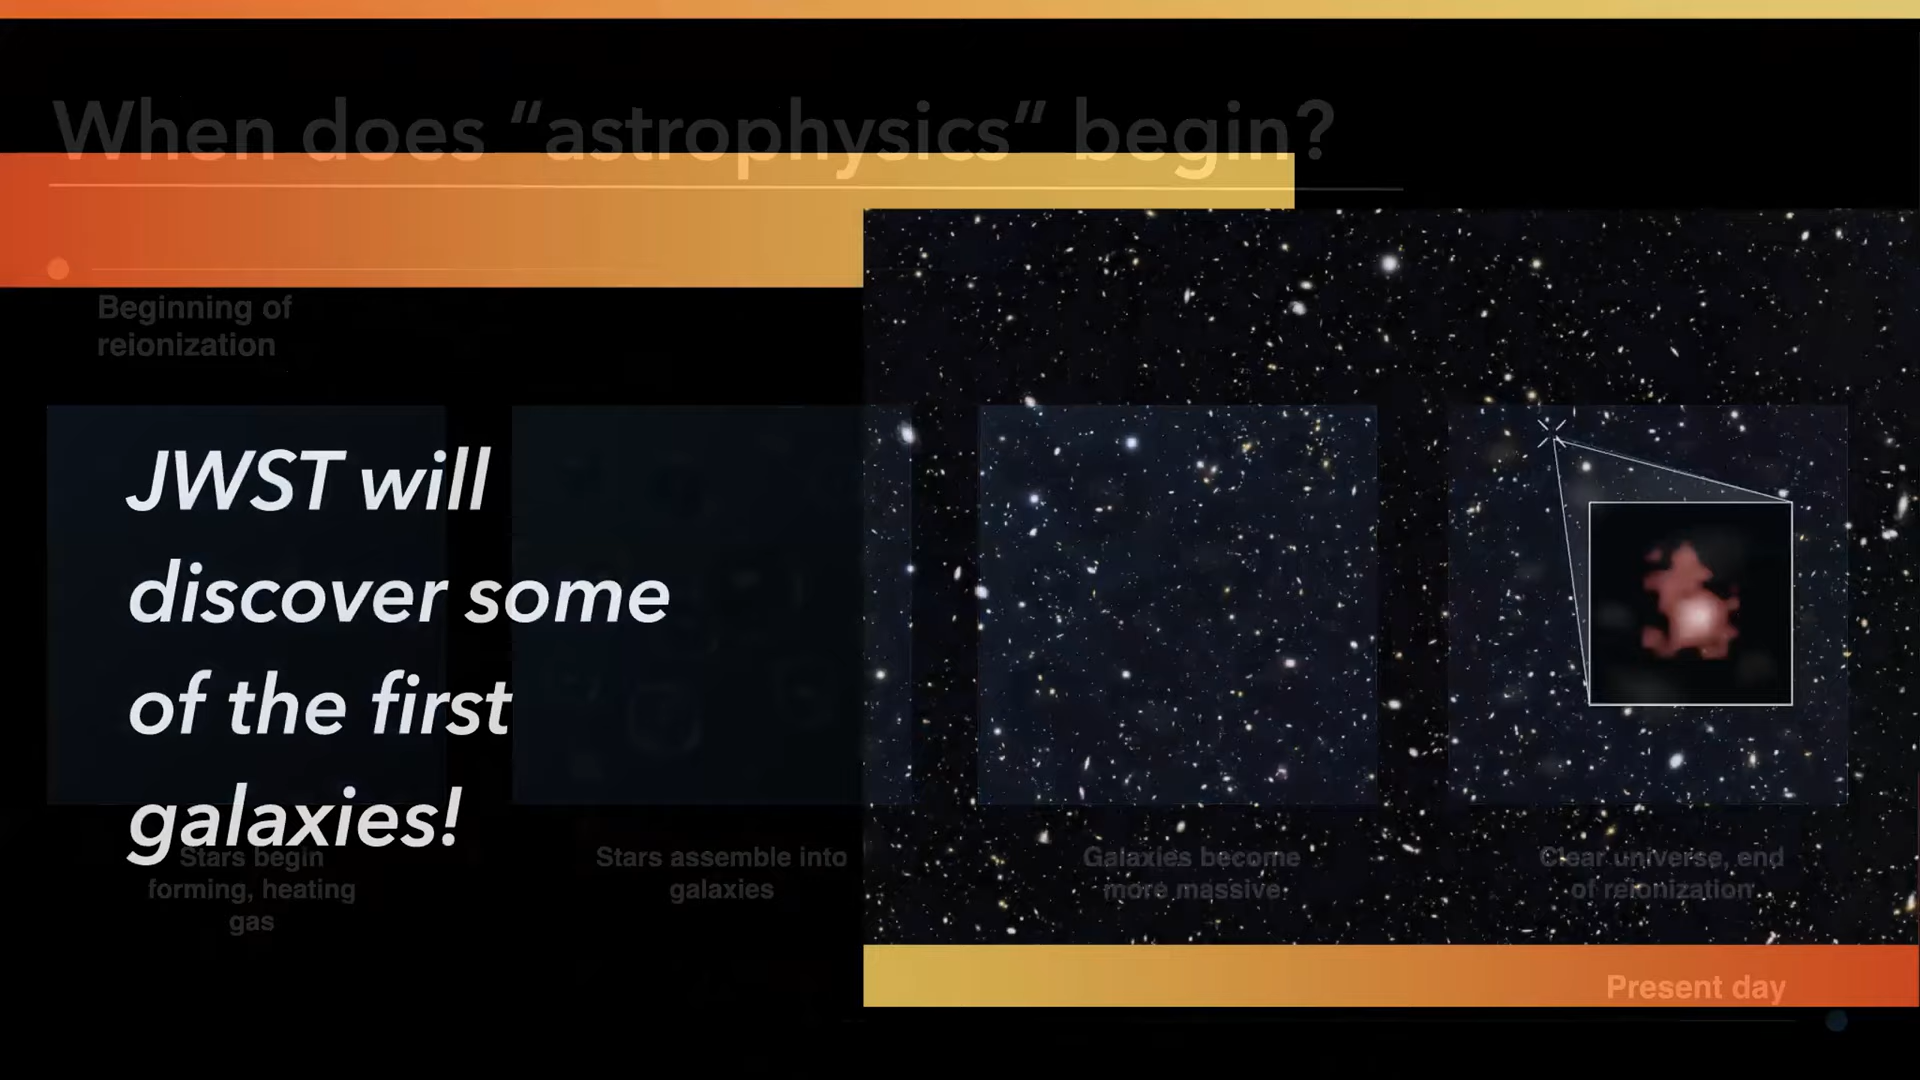 When does “astrophysics” begin?
Beginning of
reionization
JWST will
discover some
of the first
galaxies!
Stars begin
forming, heating
gas
Stars assemble into
galaxies
Galaxies become
more massive
Clear universe, end
of reionization
Present day